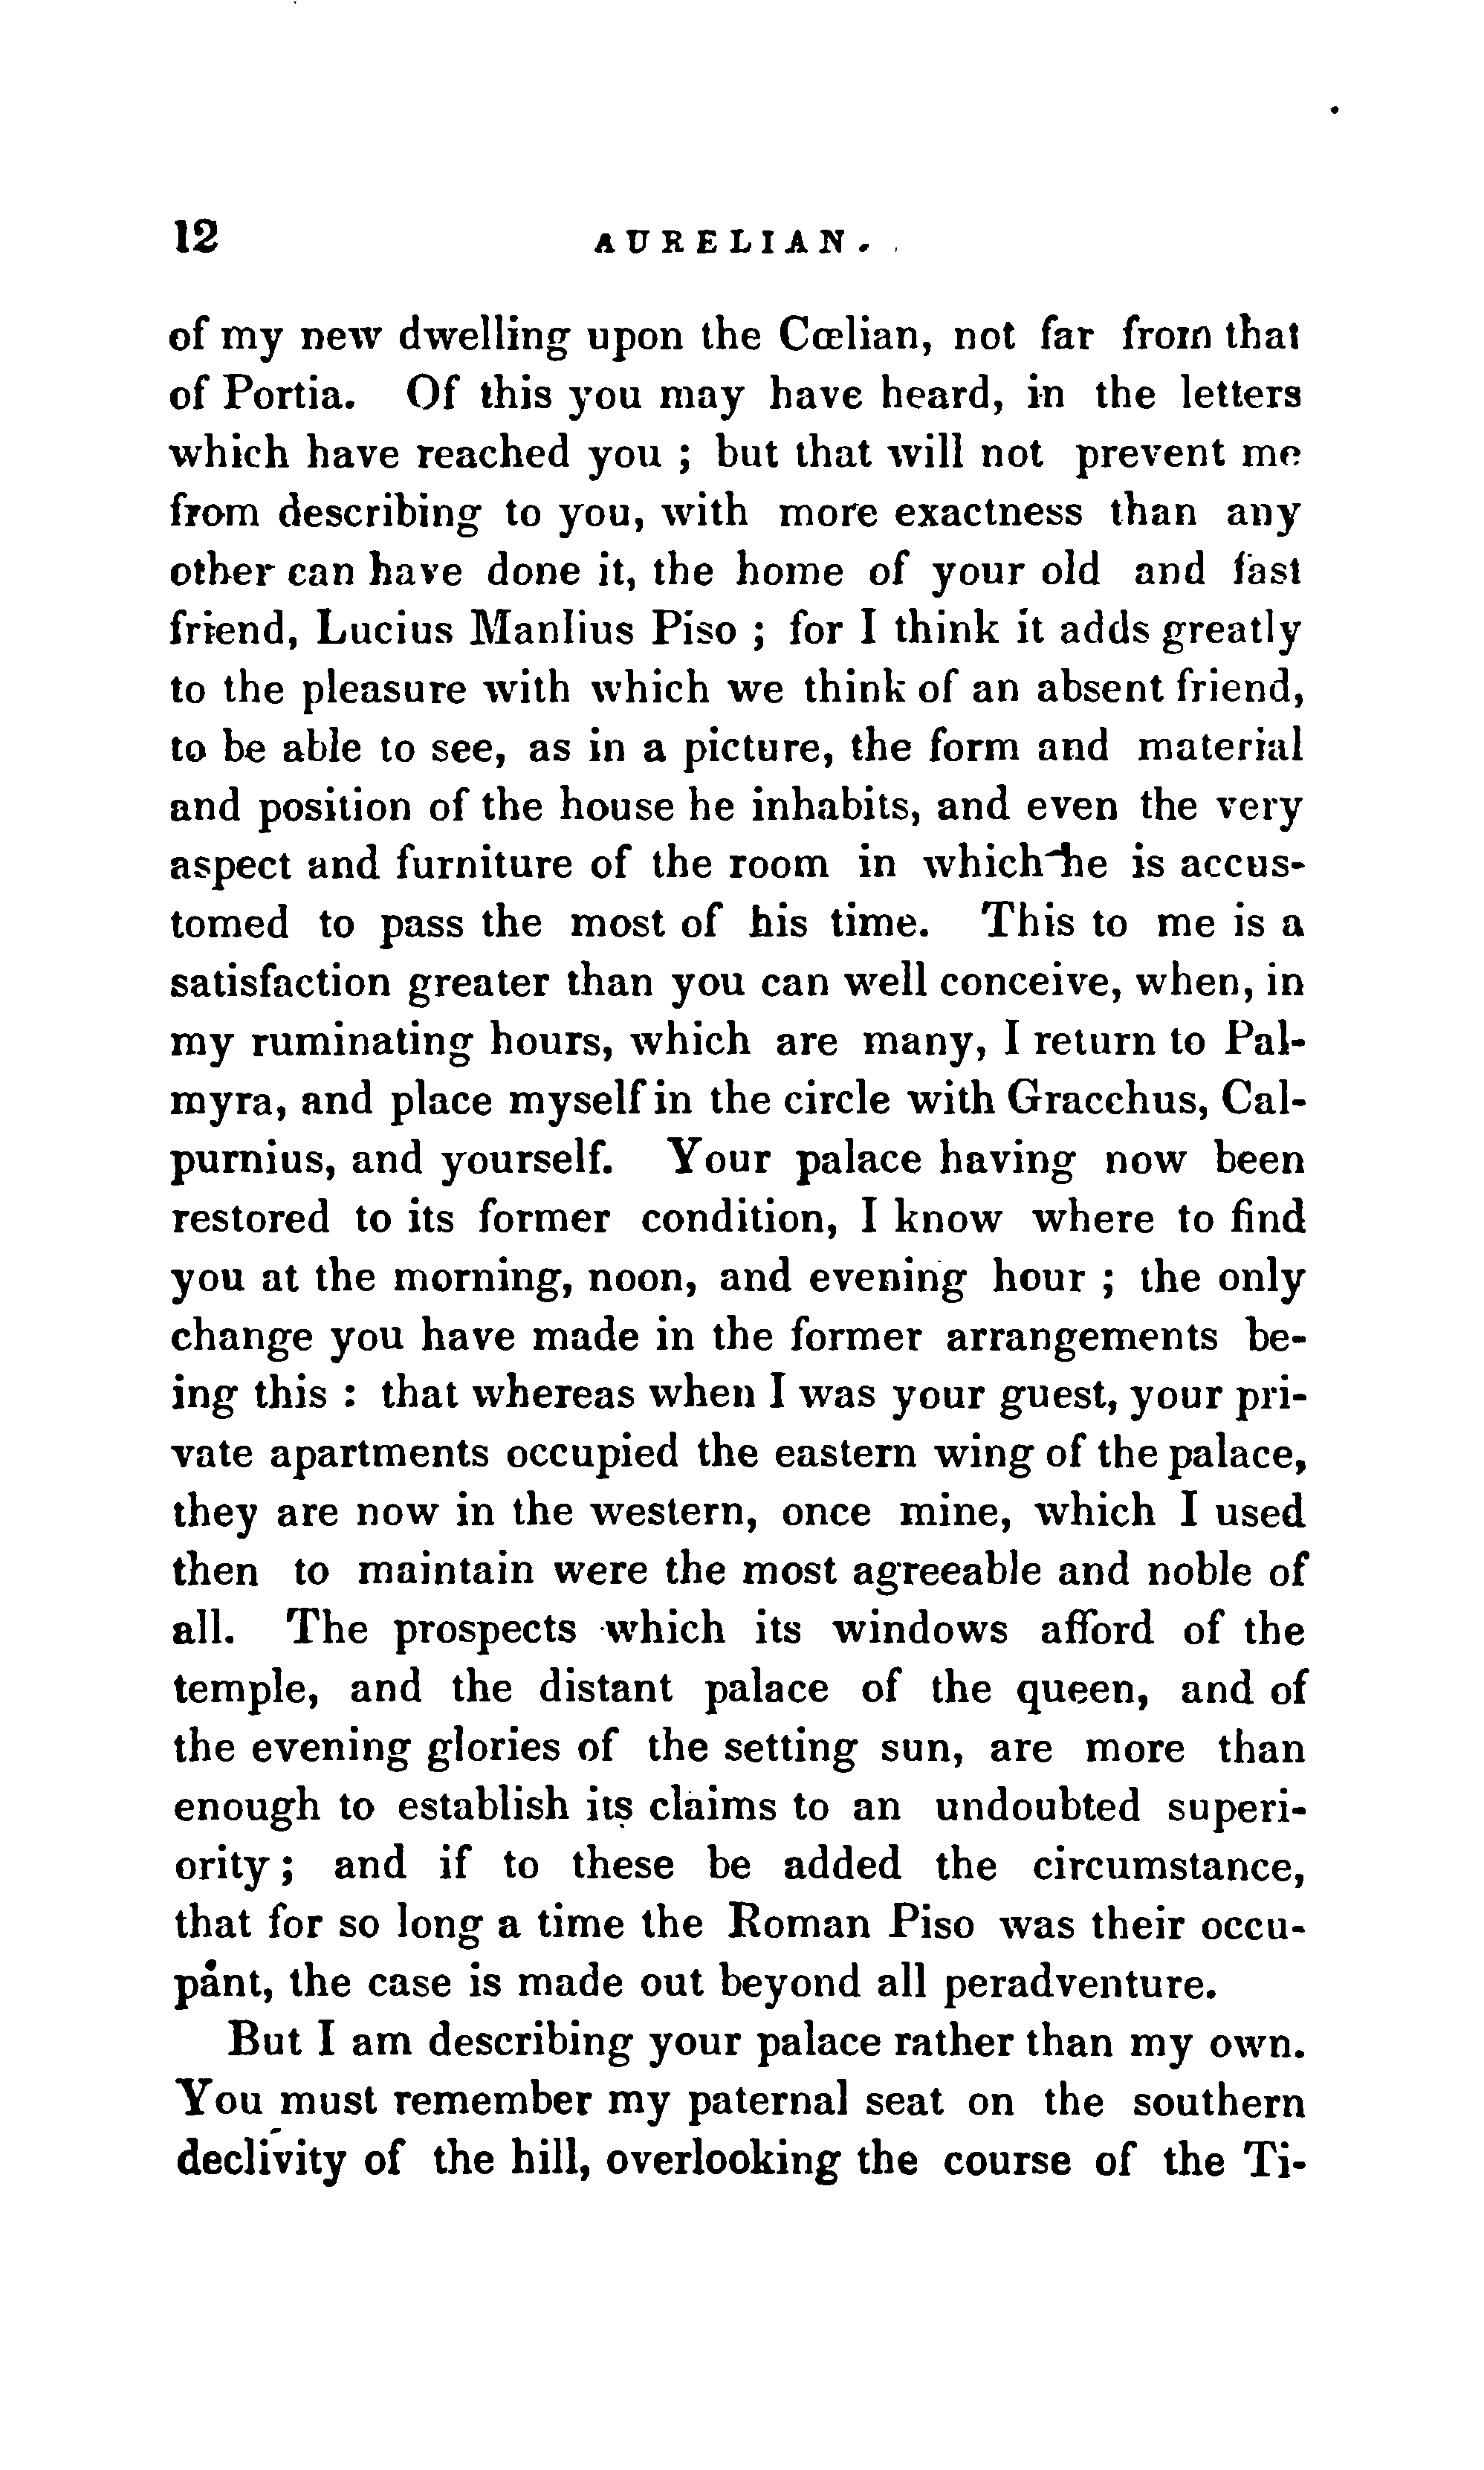 12 AURELIAN.
of my new dwelling upon the Cœlian, not far from that
of Portia. Of this you may have heard, in the letters
which have reached you ; but that will not prevent me
from describing to you, with more exactness than any
other can have done it, the home of your old and fast
friend, Lucius Manlius Piso ; for I think it adds greatly
to the pleasure with which we think of an absent friend,
to be able to see, as in a picture, the form and material
and position of the house he inhabits, and even the very
aspect and furniture of the room in which he is accus-
tomed to pass the most of his time. This to me is a
satisfaction greater than you can well conceive, when, in
my ruminating hours, which are many, I return to Pal-
myra, and place myself in the circle with Gracchus, Cal-
purnius, and yourself. Your palace having now been
restored to its former condition, I know where to find
you at the morning, noon, and evening hour ; the only
change you have made in the former arrangements be-
ing this : that whereas when I was your guest, your pri-
vate apartments occupied the eastern wing of the palace,
they are now in the western, once mine, which I used
then to maintain were the most agreeable and noble of
all. The prospects which its windows afford of the
temple, and the distant palace of the queen, and of
the evening glories of the setting sun, are more than
enough to establish its claims to an undoubted superi-
ority ; and if to these be added the circumstance,
that for so long a time the Roman Piso was their occu-
pant, the case is made out beyond all peradventure.
But I am describing your palace rather than my own.
You must remember my paternal seat on the southern
declivity of the hill, overlooking the course of the Ti-